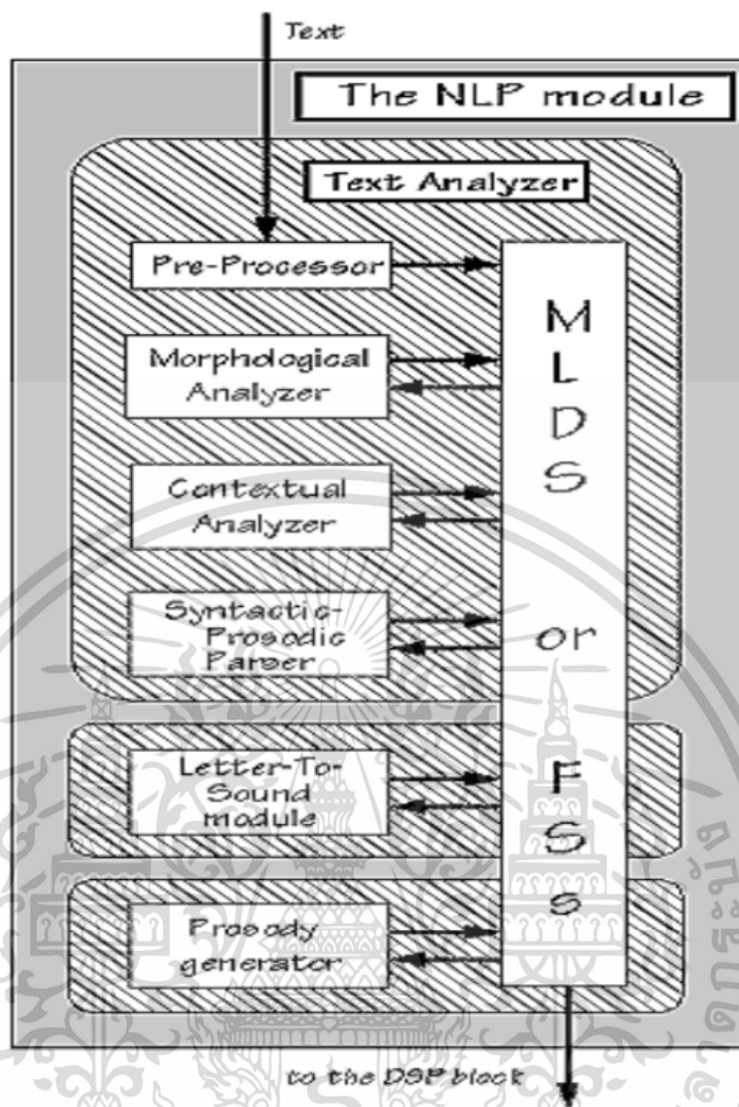 Text
The NLP module
Text Analyzer
Pre-Processor
Morphological
Analyzer
Contextual
Analyzer
Syntactic-
Prosodic
Parser
Letter-To-
Sound
module
Prosody
generator
M
L
D
S
or
F
S
s
to the DSP block